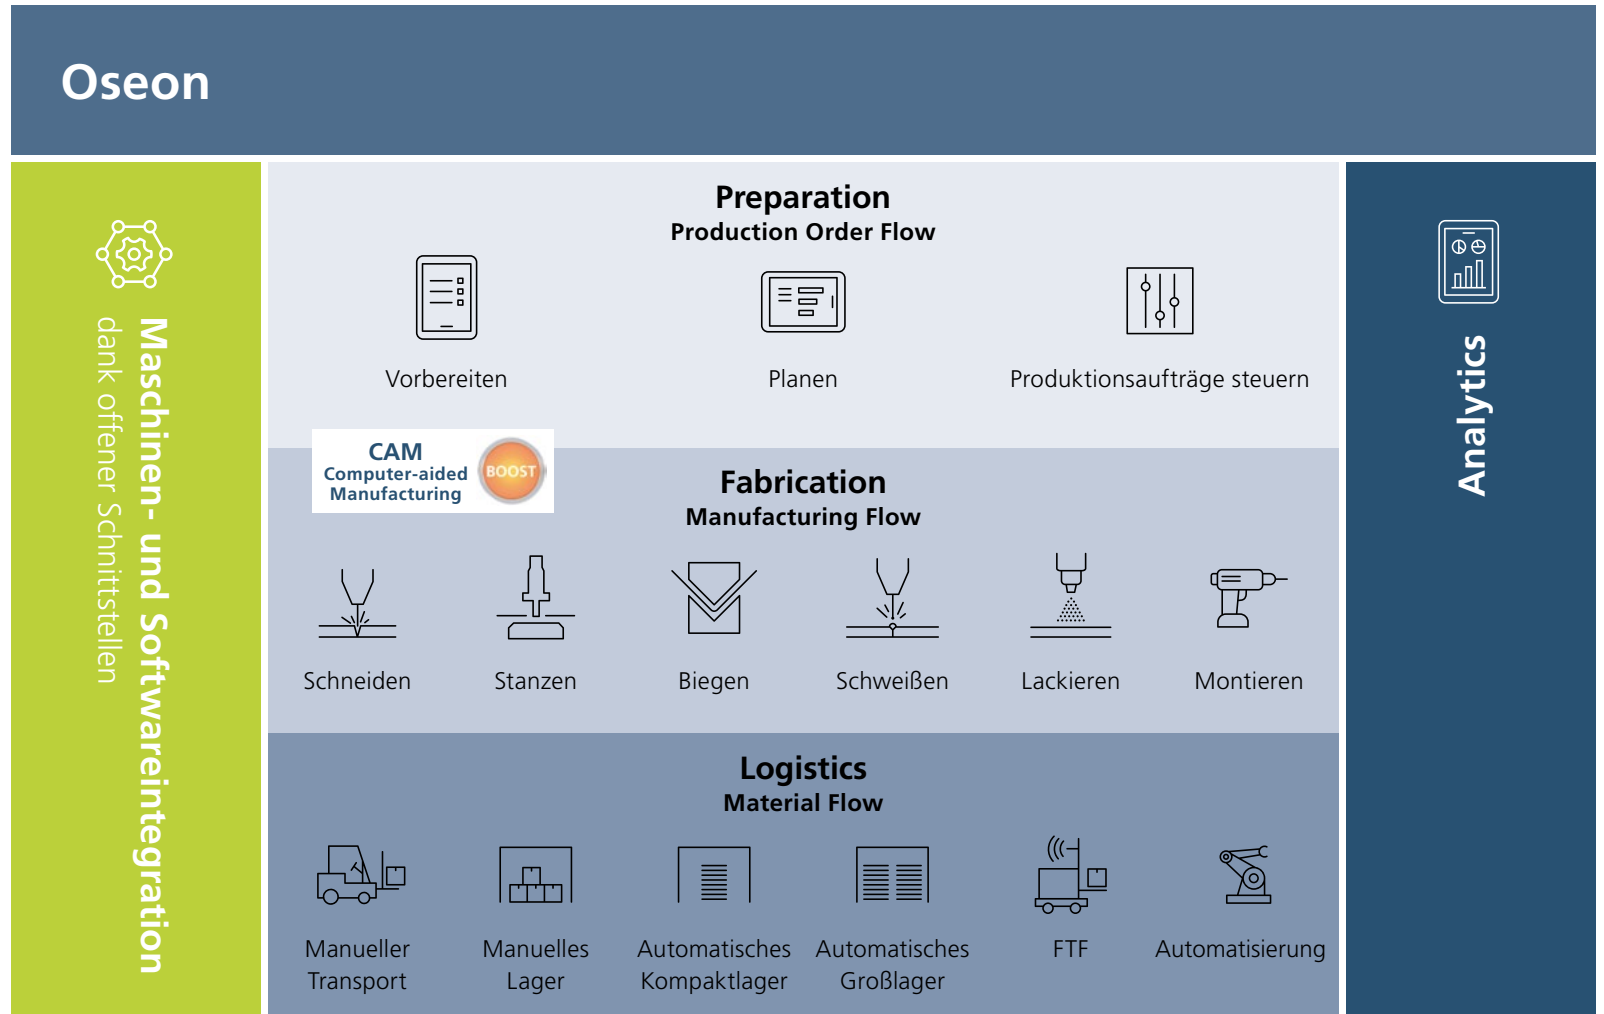 Oseon
Maschinen- und Softwareintegration
dank offener Schnittstellen
Preparation
Production Order Flow
Vorbereiten
Planen
Produktionsaufträge steuern
CAM
Computer-aided
Manufacturing
BOOST
Fabrication
Manufacturing Flow
Schneiden
Stanzen
Biegen
Schweißen
Lackieren
Montieren
Logistics
Material Flow
Manueller
Transport
Manuelles
Lager
Automatisches
Kompaktlager
Automatisches
Großlager
FTF
Automatisierung
Analytics